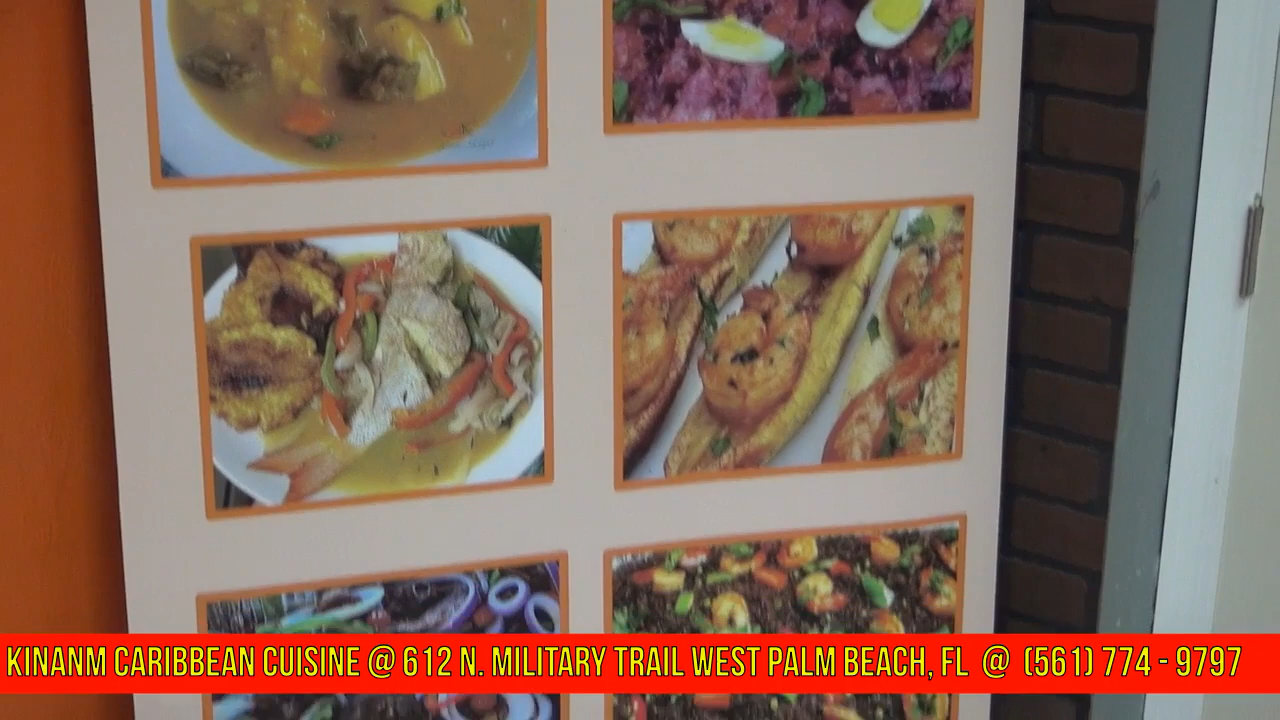 KINANM CARIBBEAN CUISINE @ 612 N. MILITARY TRAIL WEST PALM BEACH, FL @ (561) 774 - 9797